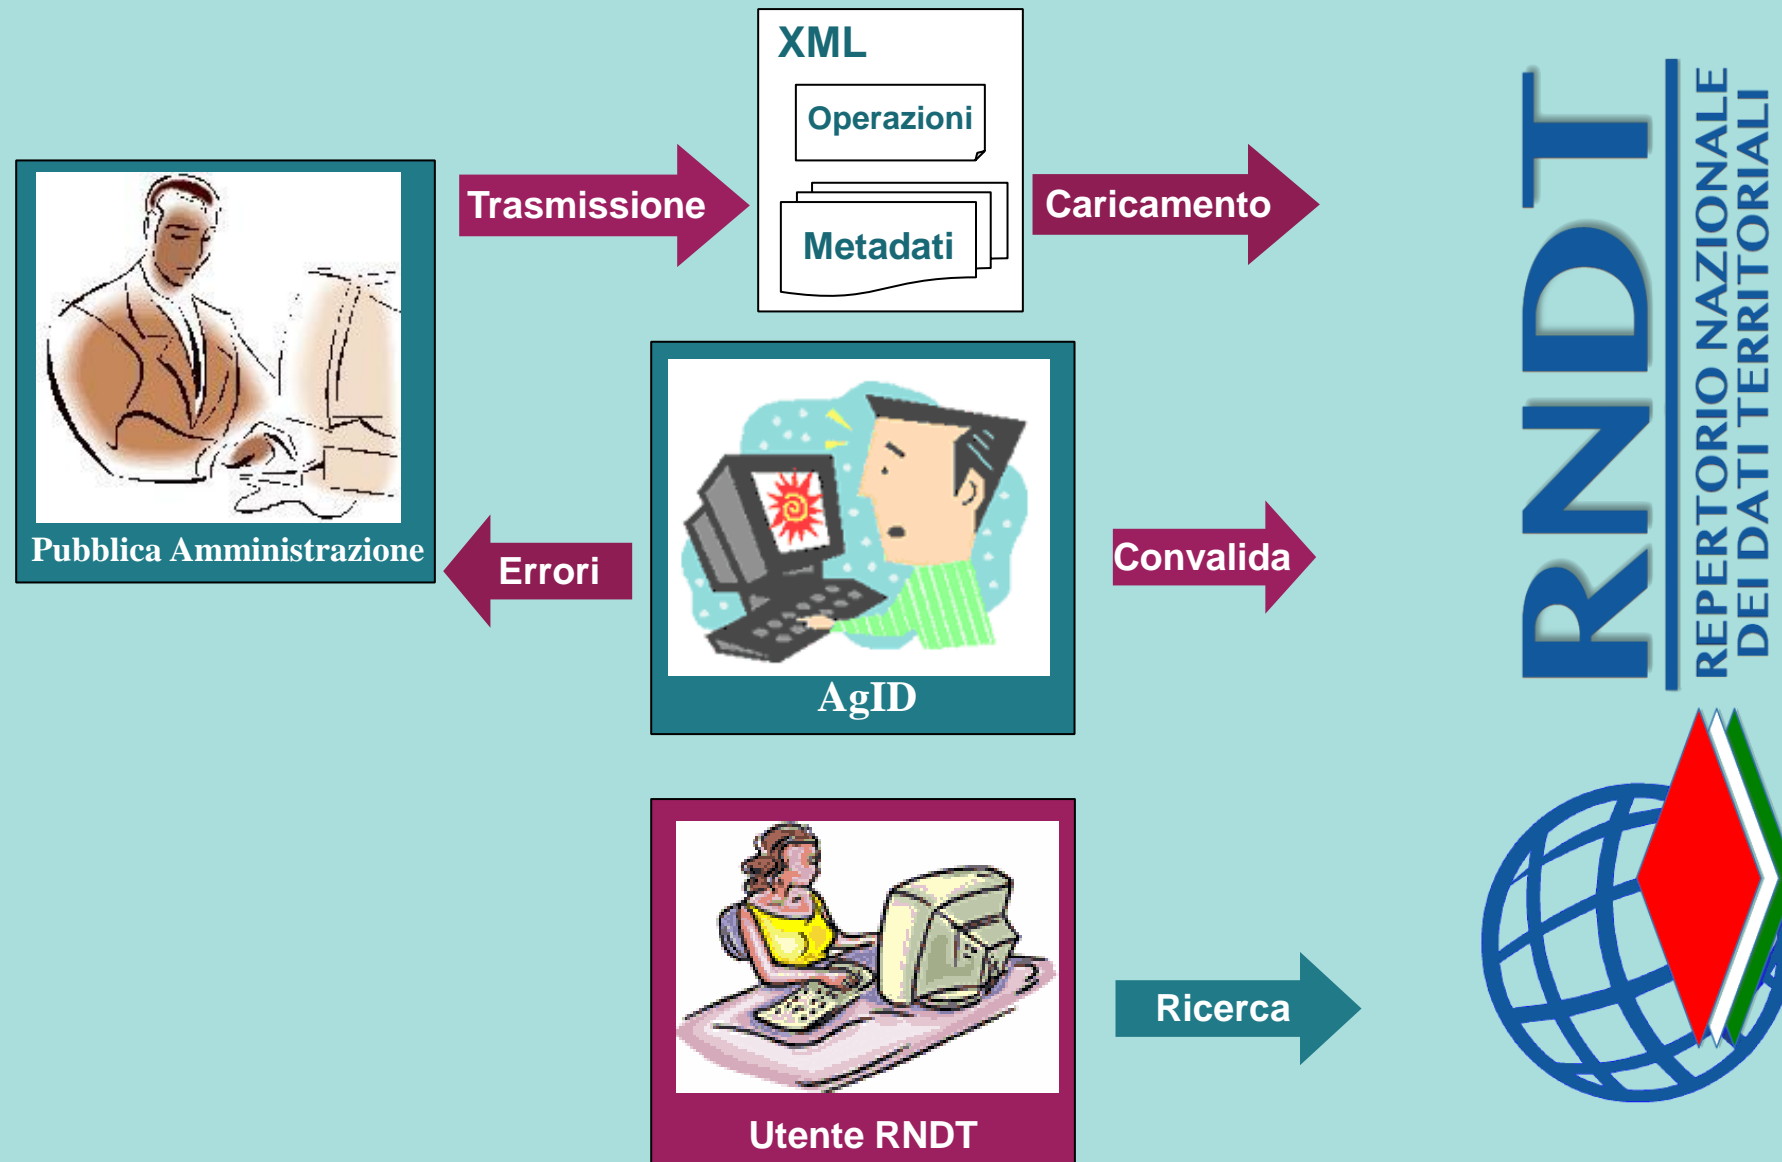 XML
Operazioni
Metadati
Trasmissione
Caricamento
Pubblica Amministrazione
Errori
AgID
Convalida
Utente RNDT
Ricerca
RNDT
REPERTORIO NAZIONALE
DEI DATI TERRITORIALI